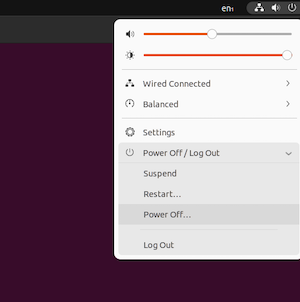 en₁
Wired Connected
Balanced
Settings
Power Off / Log Out
Suspend
Restart...
Power Off...
Log Out